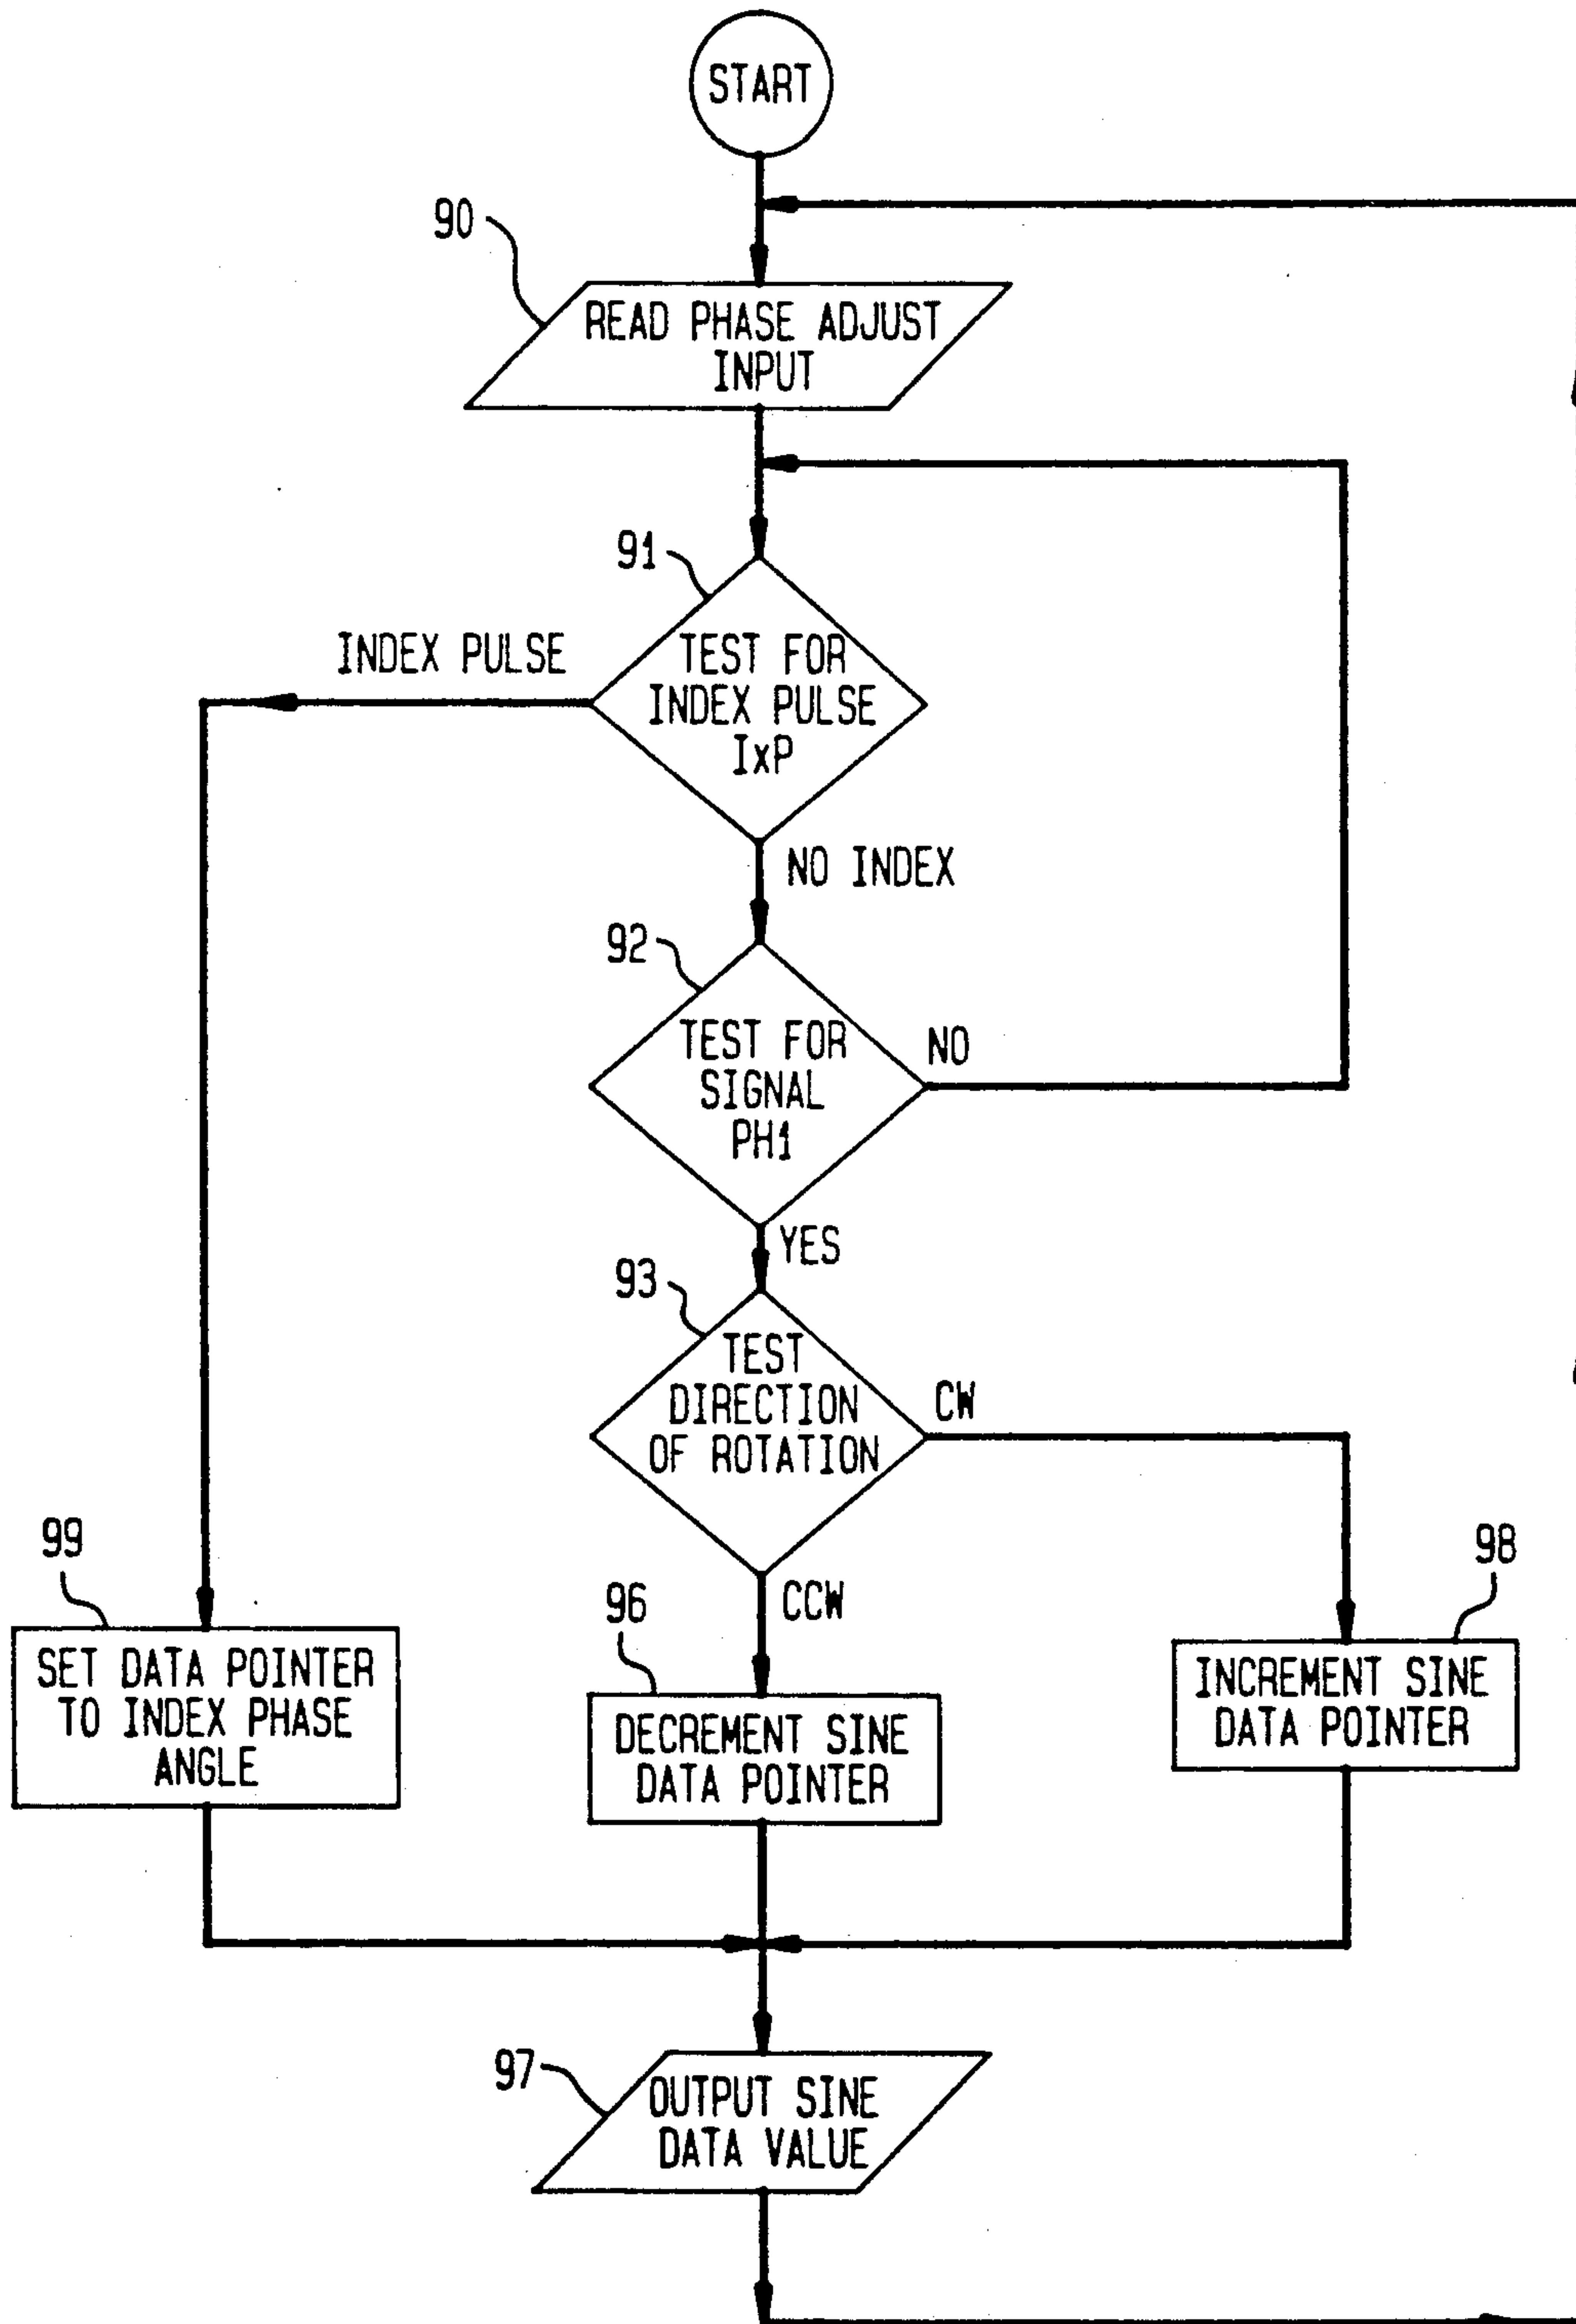 START
90
READ PHASE ADJUST
INPUT
91
INDEX PULSE
TEST FOR
INDEX PULSE
IxP
NO INDEX
92
TEST FOR
SIGNAL
PH1
NO
YES
93
TEST
DIRECTION
OF ROTATION
CW
CCW
99
SET DATA POINTER
TO INDEX PHASE
ANGLE
96
DECREMENT SINE
DATA POINTER
98
INCREMENT SINE
DATA POINTER
97
OUTPUT SINE
DATA VALUE